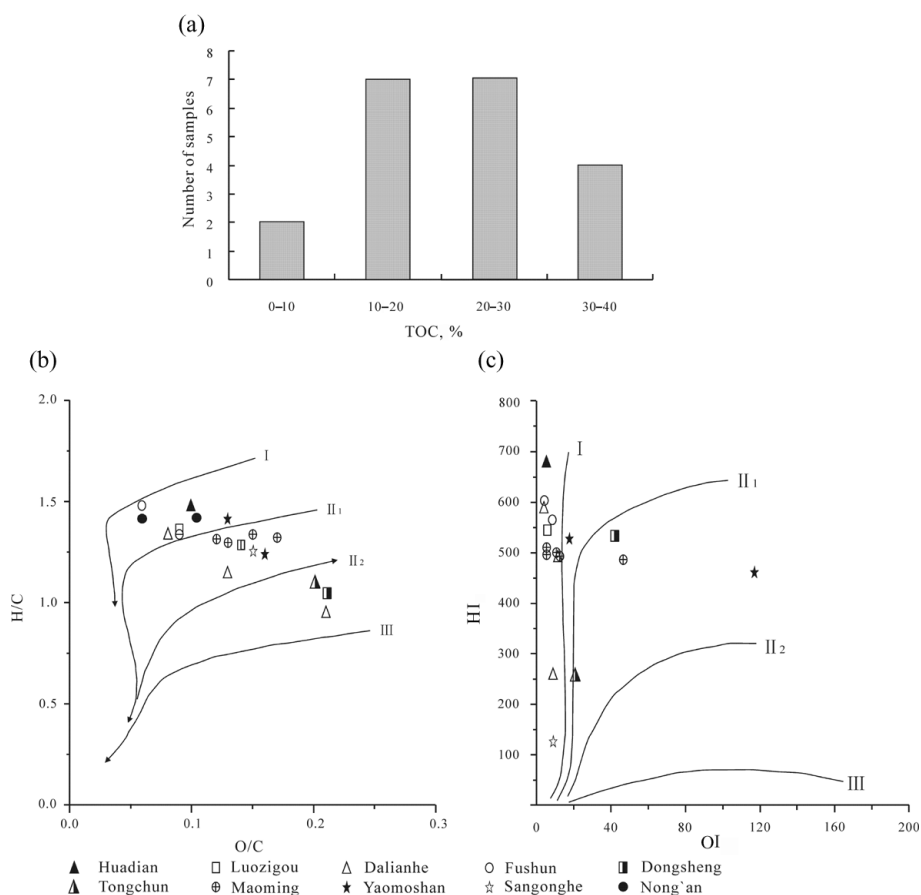 (a)
8
7
6
5
4
3
2
1
0
Number of samples
0–10 10–20 20–30 30–40
TOC, %
(b)
2.0
1.5
1.0
0.5
0.0
H/C
I
II1
II2
III
0.0 0.1 0.2 0.3
O/C
(c)
800
700
600
500
400
300
200
100
HI
I
II1
II2
III
0 40 80 120 160 200
OI
Huadian Luozigou Dalianhe Fushun Dongsheng
Tongchun Maoming Yaomoshan Sangonghe Nong`an